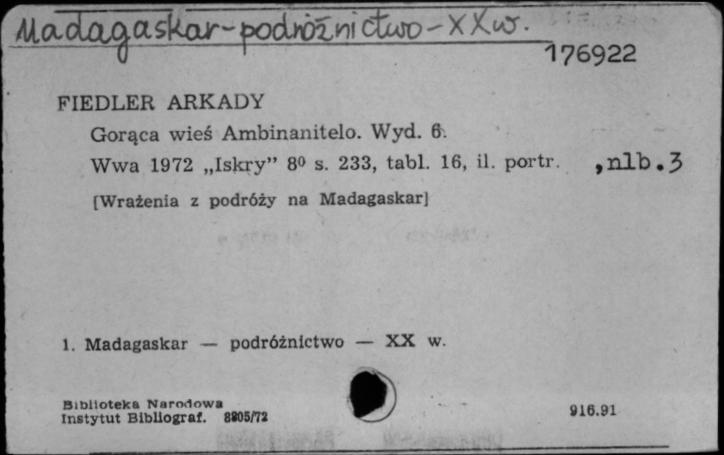 Madagaskar-podróżnictwo-XXw.
176922
FIEDLER ARKADY
Gorąca wieś Ambinanitelo. Wyd. 6.
Wwa 1972 „Iskry” 8⁰ s. 233, tabl. 16, il. portr. , nlb. 3
[Wrażenia z podróży na Madagaskar]
1. Madagaskar — podróżnictwo — XX w.
Biblioteka Narodowa
Instytut Bibliograf. 8805/72
916.91